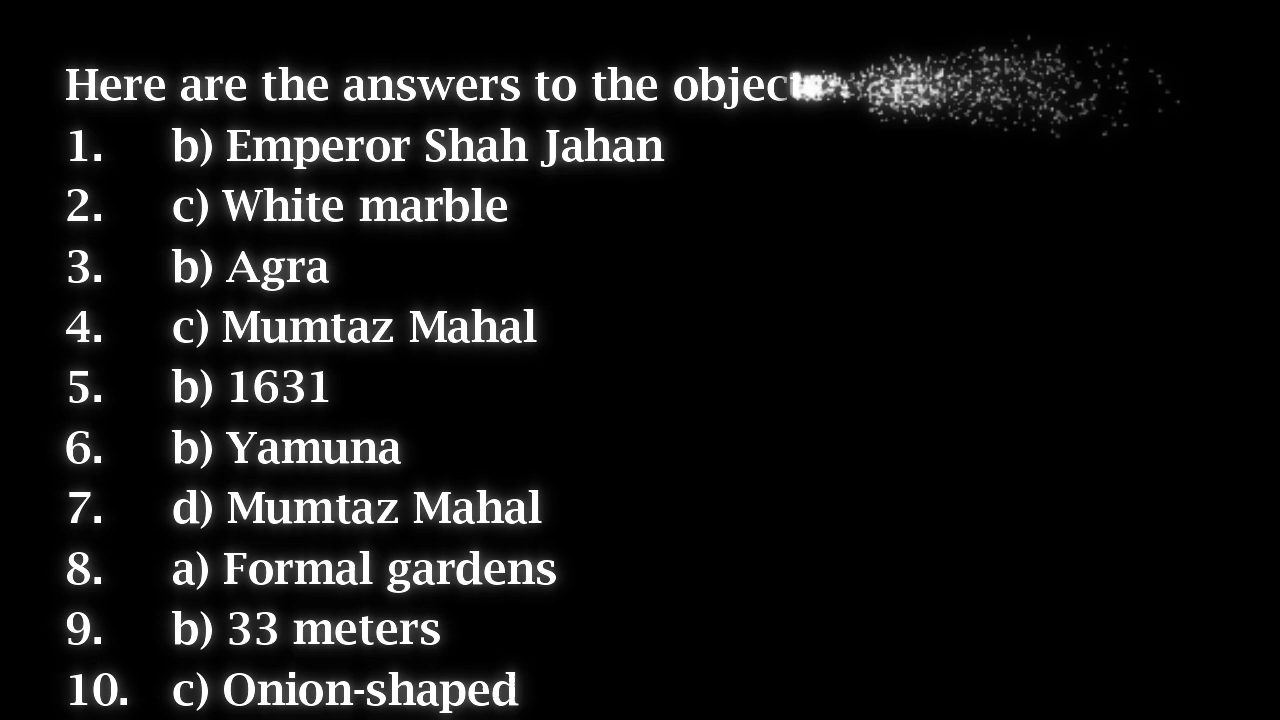 Here are the answers to the object
1. b) Emperor Shah Jahan
2. c) White marble
3. b) Agra
4. c) Mumtaz Mahal
5. b) 1631
6. b) Yamuna
7. d) Mumtaz Mahal
8. a) Formal gardens
9. b) 33 meters
10. c) Onion-shaped